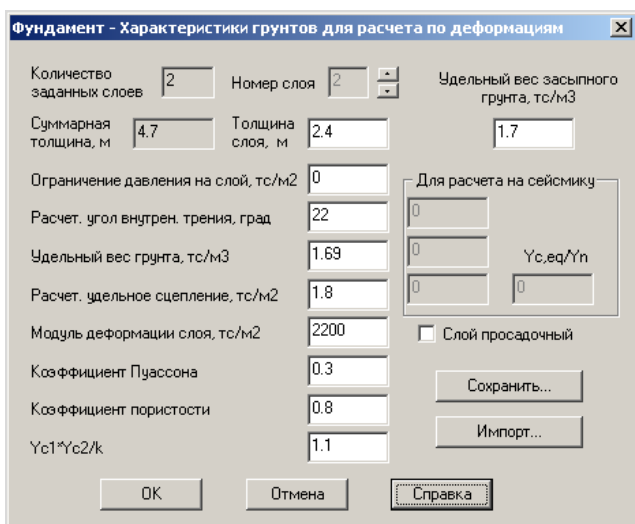 Фундамент - Характеристики грунтов для расчета по деформациям
Количество заданных слоев 2 Номер слоя 2 Удельный вес засыпного грунта, тс/м3
Суммарная толщина, м 4.7 Толщина слоя, м 2.4 1.7
Ограничение давления на слой, тс/м2 0 Для расчета на сейсмику
Расчет. угол внутрен. трения, град 22 0
Удельный вес грунта, тс/м3 1.69 0 Yc,eq/Yn
Расчет. удельное сцепление, тс/м2 1.8 0 0
Модуль деформации слоя, тс/м2 2200 Слой просадочный
Коэффициент Пуассона 0.3 Сохранить...
Коэффициент пористости 0.8
Yc1*Yc2/k 1.1 Импорт...
OK Отмена Справка